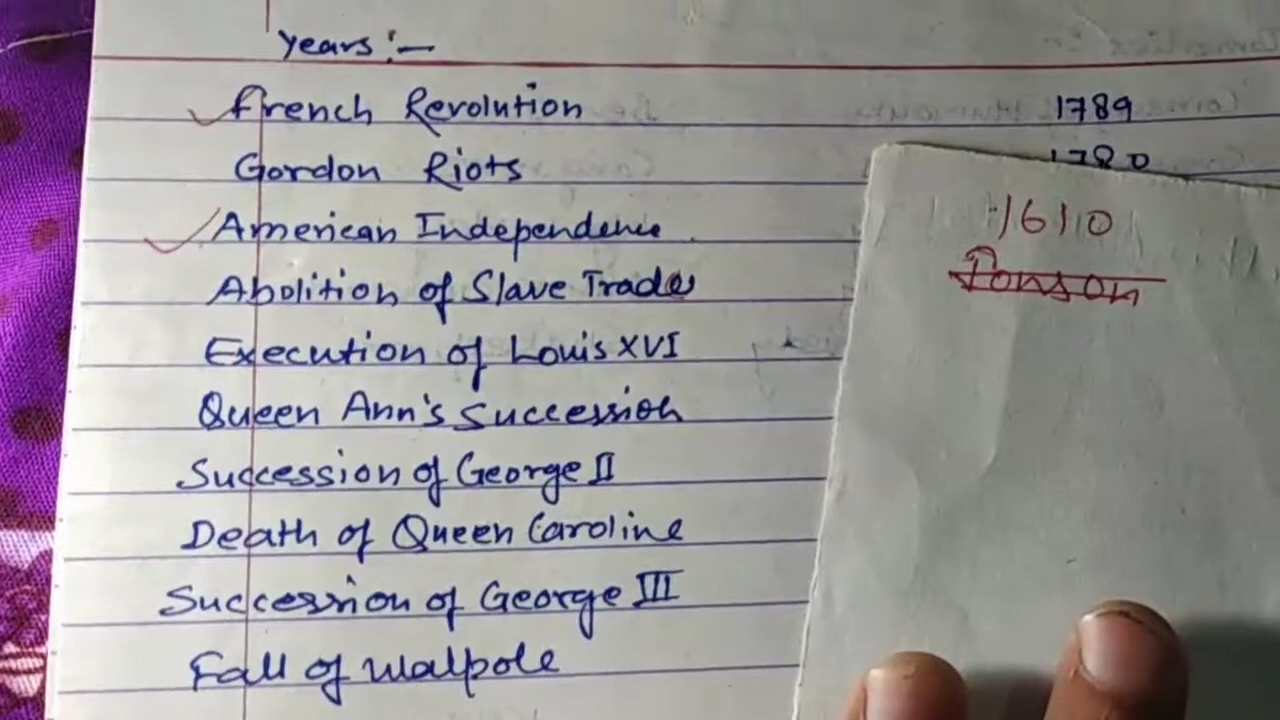 years :—
French Revolution 1789
Gordon Riots 1780
American Independence
Abolition of Slave Trade
Execution of Louis XVI
Queen Ann's Succession
Succession of George II
Death of Queen Caroline
Succession of George III
Fall of Walpole
1610